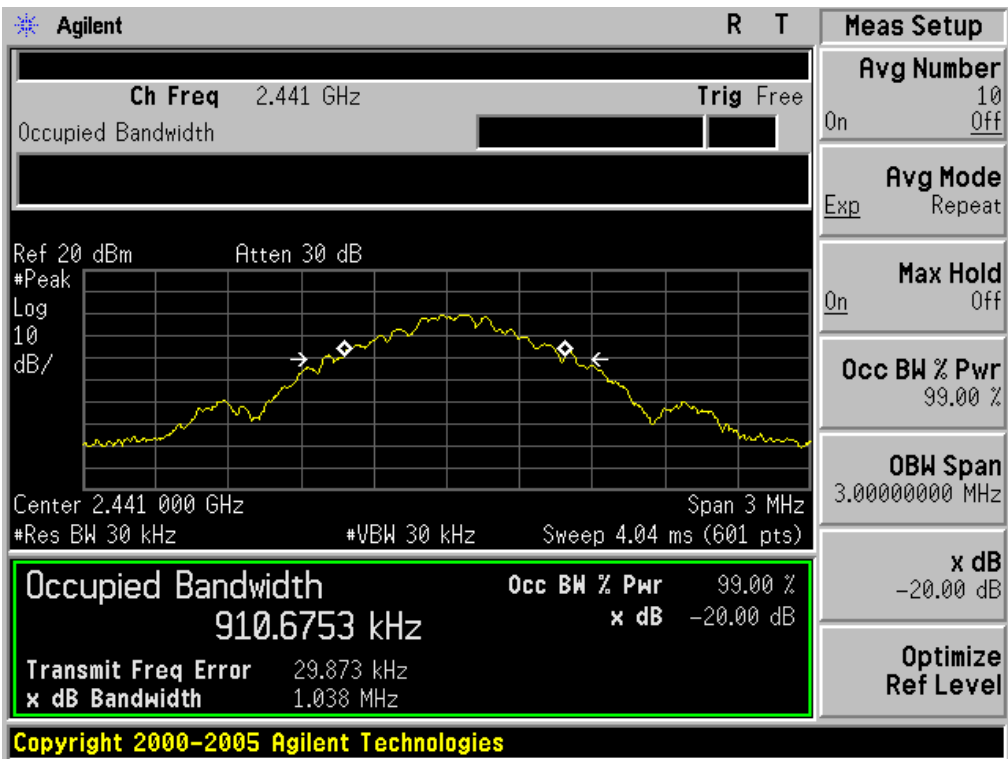 Agilent R T
Ch Freq 2.441 GHz Trig Free
Occupied Bandwidth
Ref 20 dBm Atten 30 dB
#Peak
Log
10
dB/
Center 2.441 000 GHz Span 3 MHz
#Res BW 30 kHz #VBW 30 kHz Sweep 4.04 ms (601 pts)
Occupied Bandwidth Occ BW % Pwr 99.00 %
910.6753 kHz x dB -20.00 dB
Transmit Freq Error 29.873 kHz
x dB Bandwidth 1.038 MHz
Copyright 2000-2005 Agilent Technologies
Meas Setup
Avg Number
10
On Off
Avg Mode
Exp Repeat
Max Hold
On Off
Occ BW % Pwr
99.00 %
OBW Span
3.00000000 MHz
x dB
-20.00 dB
Optimize
Ref Level